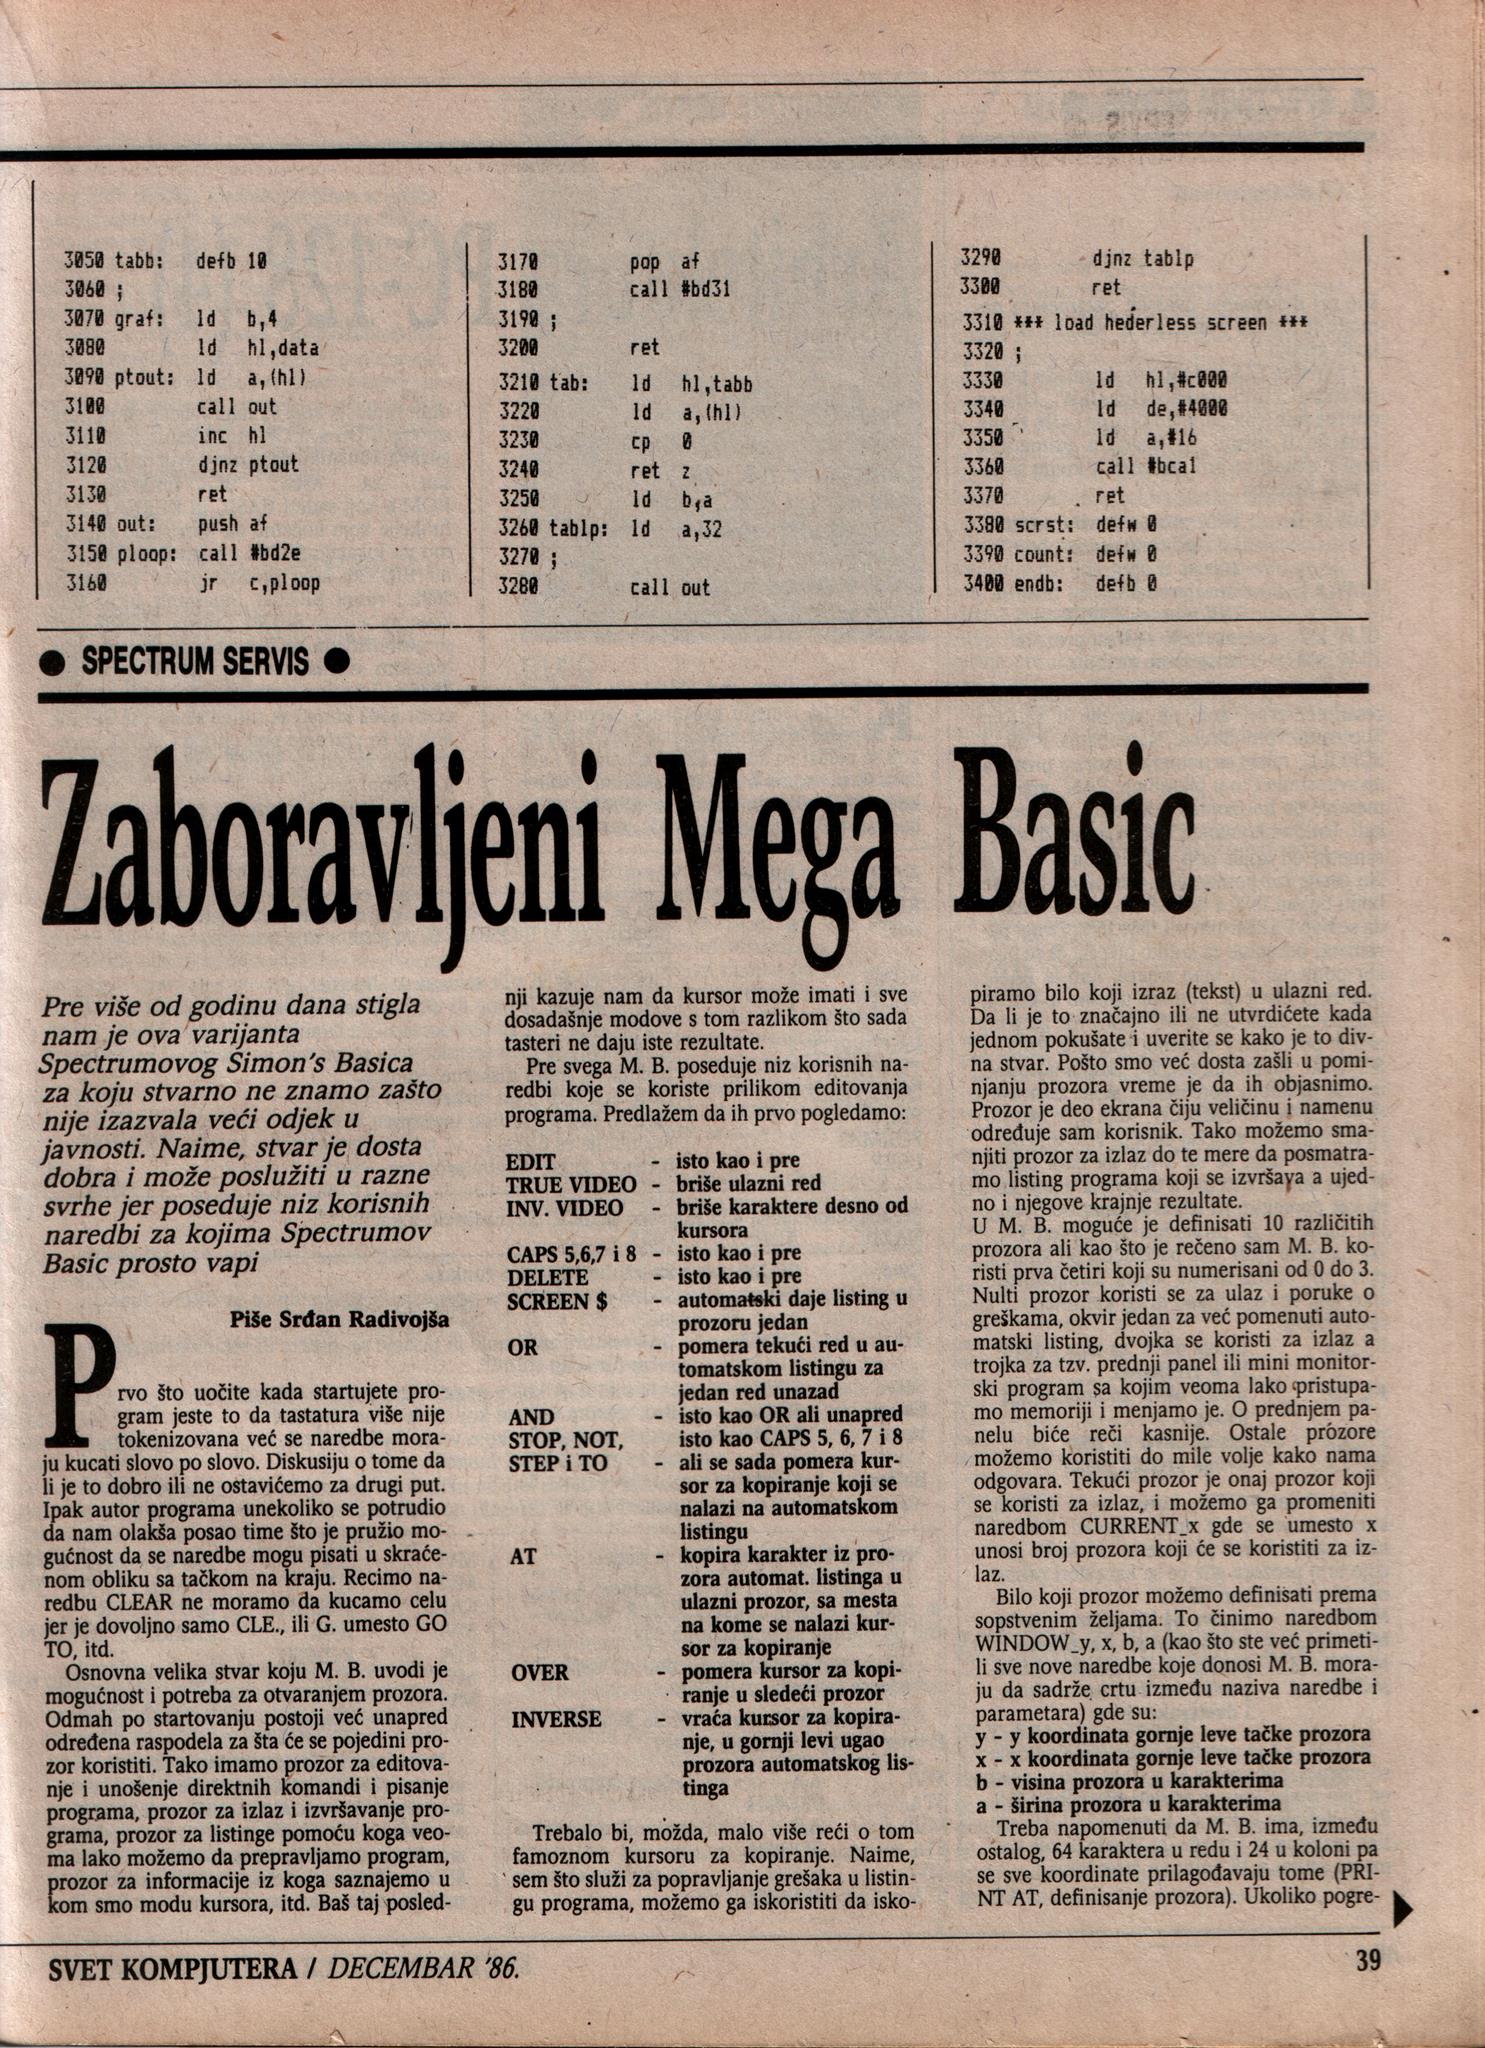 3050 tabb: defb 10
3060 ;
3070 graf: ld b,4
3080 ld hl,data
3090 ptout: ld a,(hl)
3100 call out
3110 inc hl
3120 djnz ptout
3130 ret
3140 out: push af
3150 ploop: call #bd2e
3160 jr c,ploop
3170 pop af
3180 call #bd31
3190 ;
3200 ret
3210 tab: ld hl,tabb
3220 ld a,(hl)
3230 cp 0
3240 ret z
3250 ld b,a
3260 tablp: ld a,32
3270 ;
3280 call out
3290 djnz tablp
3300 ret
3310 *** load hederless screen ***
3320 ;
3330 ld hl,#c000
3340 ld de,#4000
3350 ld a,#16
3360 call #bca1
3370 ret
3380 scrst: defw 0
3390 count: defw 0
3400 endb: defb 0
● SPECTRUM SERVIS ●
Zaboravljeni Mega Basic
Pre više od godinu dana stigla
nam je ova varijanta
Spectrumovog Simon's Basica
za koju stvarno ne znamo zašto
nije izazvala veći odjek u
javnosti. Naime, stvar je dosta
dobra i može poslužiti u razne
svrhe jer poseduje niz korisnih
naredbi za kojima Spectrumov
Basic prosto vapi
Piše Srđan Radivojša
Prvo što uočite kada startujete pro-
gram jeste to da tastatura više nije
tokenizovana već se naredbe mora-
ju kucati slovo po slovo. Diskusiju o tome da
li je to dobro ili ne ostavićemo za drugi put.
Ipak autor programa unekoliko se potrudio
da nam olakša posao time što je pružio mo-
gućnost da se naredbe mogu pisati u skraće-
nom obliku sa tačkom na kraju. Recimo na-
redbu CLEAR ne moramo da kucamo celu
jer je dovoljno samo CLE., ili G. umesto GO
TO, itd.
Osnovna velika stvar koju M. B. uvodi je
mogućnost i potreba za otvaranjem prozora.
Odmah po startovanju postoji već unapred
određena raspodela za šta će se pojedini pro-
zor koristiti. Tako imamo prozor za editova-
nje i unošenje direktnih komandi i pisanje
programa, prozor za izlaz i izvršavanje pro-
grama, prozor za listinge pomoću koga veo-
ma lako možemo da prepravljamo program,
prozor za informacije iz koga saznajemo u
kom smo modu kursora, itd. Baš taj posled-
nji kazuje nam da kursor može imati i sve
dosadašnje modove s tom razlikom što sada
tasteri ne daju iste rezultate.
Pre svega M. B. poseduje niz korisnih na-
redbi koje se koriste prilikom editovanja
programa. Predlažem da ih prvo pogledamo:
EDIT - isto kao i pre
TRUE VIDEO - briše ulazni red
INV. VIDEO - briše karaktere desno od
kursora
CAPS 5,6,7 i 8 - isto kao i pre
DELETE - isto kao i pre
SCREEN $ - automatski daje listing u
prozoru jedan
OR - pomera tekući red u au-
tomatskom listingu za
jedan red unazad
AND - isto kao OR ali unapred
STOP, NOT, isto kao CAPS 5, 6, 7 i 8
STEP i TO - ali se sada pomera kur-
sor za kopiranje koji se
nalazi na automatskom
listingu
AT - kopira karakter iz pro-
zora automat. listinga u
ulazni prozor, sa mesta
na kome se nalazi kur-
sor za kopiranje
OVER - pomera kursor za kopi-
ranje u sledeći prozor
INVERSE - vraća kursor za kopira-
nje, u gornji levi ugao
prozora automatskog lis-
tinga
Trebalo bi, možda, malo više reći o tom
famoznom kursoru za kopiranje. Naime,
sem što služi za popravljanje grešaka u listin-
gu programa, možemo ga iskoristiti da isko-
piramo bilo koji izraz (tekst) u ulazni red.
Da li je to značajno ili ne utvrdićete kada
jednom pokušate i uverite se kako je to div-
na stvar. Pošto smo već dosta zašli u pomi-
njanju prozora vreme je da ih objasnimo.
Prozor je deo ekrana čiju veličinu i namenu
određuje sam korisnik. Tako možemo sma-
njiti prozor za izlaz do te mere da posmatra-
mo listing programa koji se izvršava a ujed-
no i njegove krajnje rezultate.
U M. B. moguće je definisati 10 različitih
prozora ali kao što je rečeno sam M. B. ko-
risti prva četiri koji su numerisani od 0 do 3.
Nulti prozor koristi se za ulaz i poruke o
greškama, okvir jedan za već pomenuti auto-
matski listing, dvojka se koristi za izlaz a
trojka za tzv. prednji panel ili mini monitor-
ski program sa kojim veoma lako pristupa-
mo memoriji i menjamo je. O prednjem pa-
nelu biće reči kasnije. Ostale prozore
možemo koristiti do mile volje kako nama
odgovara. Tekući prozor je onaj prozor koji
se koristi za izlaz, i možemo ga promeniti
naredbom CURRENT_x gde se umesto x
unosi broj prozora koji će se koristiti za iz-
laz.
Bilo koji prozor možemo definisati prema
sopstvenim željama. To činimo naredbom
WINDOW_y, x, b, a (kao što ste već primeti-
li sve nove naredbe koje donosi M. B. mora-
ju da sadrže crtu između naziva naredbe i
parametara) gde su:
y - y koordinata gornje leve tačke prozora
x - x koordinata gornje leve tačke prozora
b - visina prozora u karakterima
a - širina prozora u karakterima
Treba napomenuti da M. B. ima, između
ostalog, 64 karaktera u redu i 24 u koloni pa
se sve koordinate prilagođavaju tome (PRI-
NT AT, definisanje prozora). Ukoliko pogre-
SVET KOMPJUTERA / DECEMBAR '86.
39